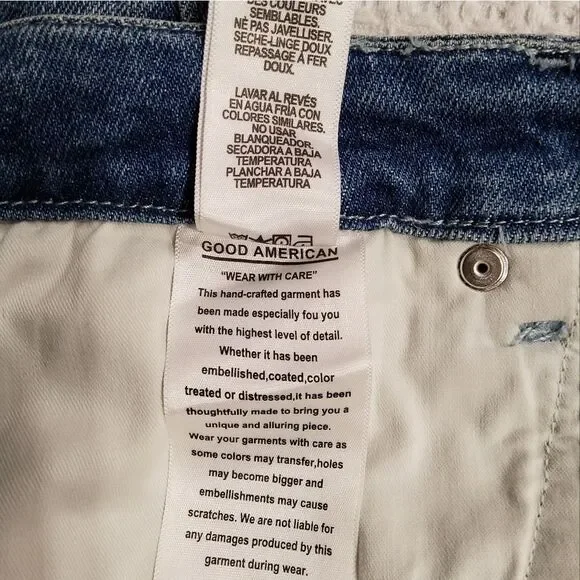 DES COULEURS
SEMBLABLES.
NE PAS JAVELLISER.
SECHE-LINGE DOUX
REPASSAGE À FER
DOUX.
LAVAR AL REVÉS
EN AGUA FRÍA CON
COLORES SIMILARES.
NO USAR
BLANQUEADOR.
SECADORA A BAJA
TEMPERATURA
PLANCHAR A BAJA
TEMPERATURA
GOOD AMERICAN
"WEAR WITH CARE"
This hand-crafted garment has
been made especially fou you
with the highest level of detail.
Whether it has been
embellished,coated,color
treated or distressed,it has been
thoughtfully made to bring you a
unique and alluring piece.
Wear your garments with care as
some colors may transfer,holes
may become bigger and
embellishments may cause
scratches. We are not liable for
any damages produced by this
garment during wear.